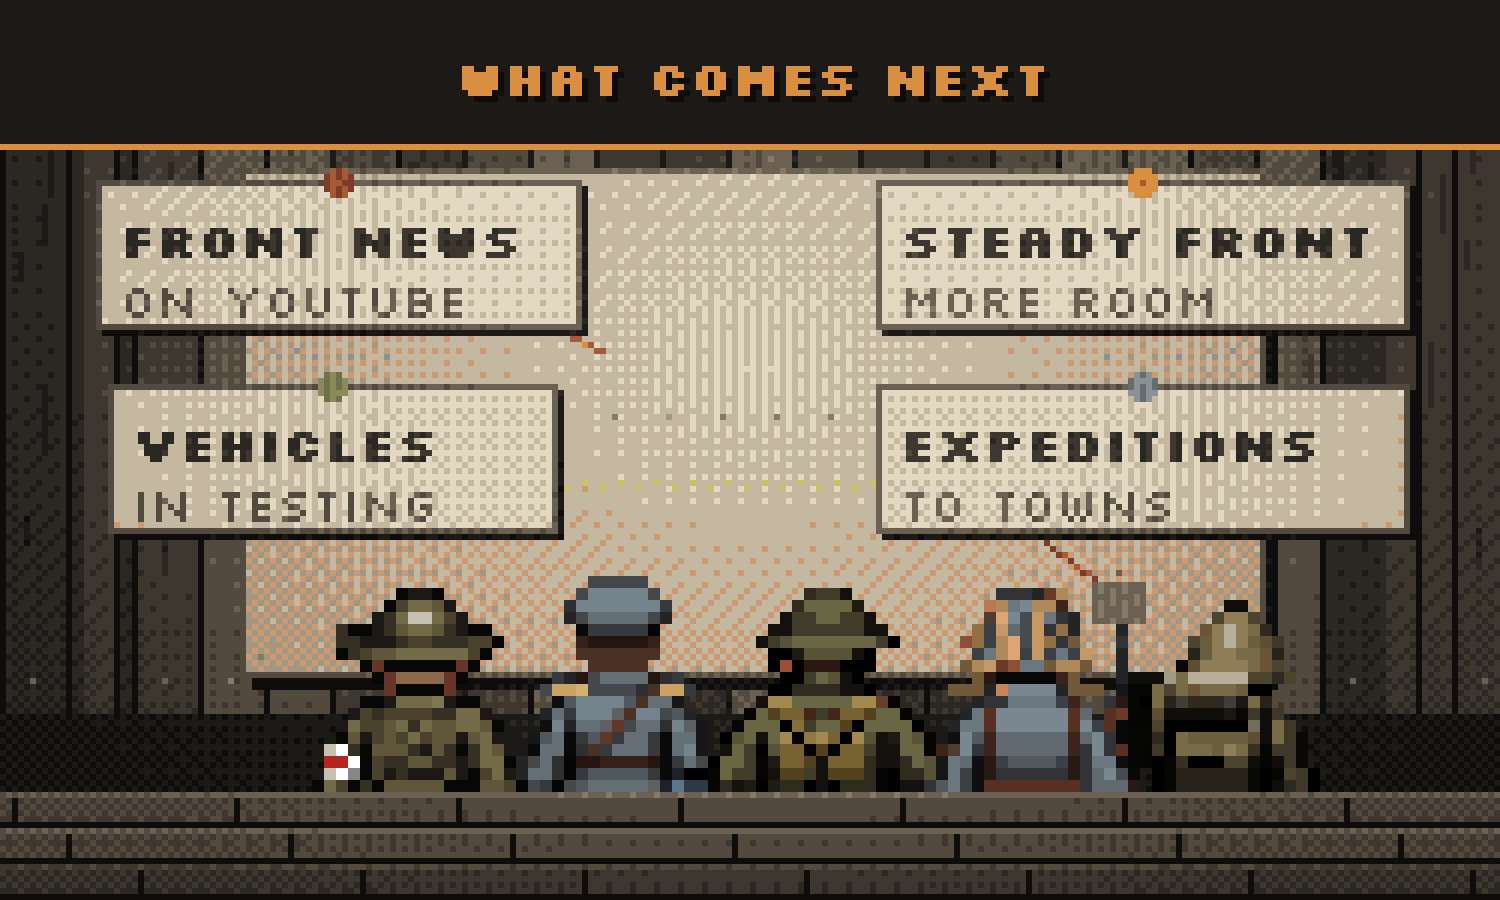 WHAT COMES NEXT
FRONT NEWS
ON YOUTUBE
STEADY FRONT
MORE ROOM
VEHICLES
IN TESTING
EXPEDITIONS
TO TOWNS